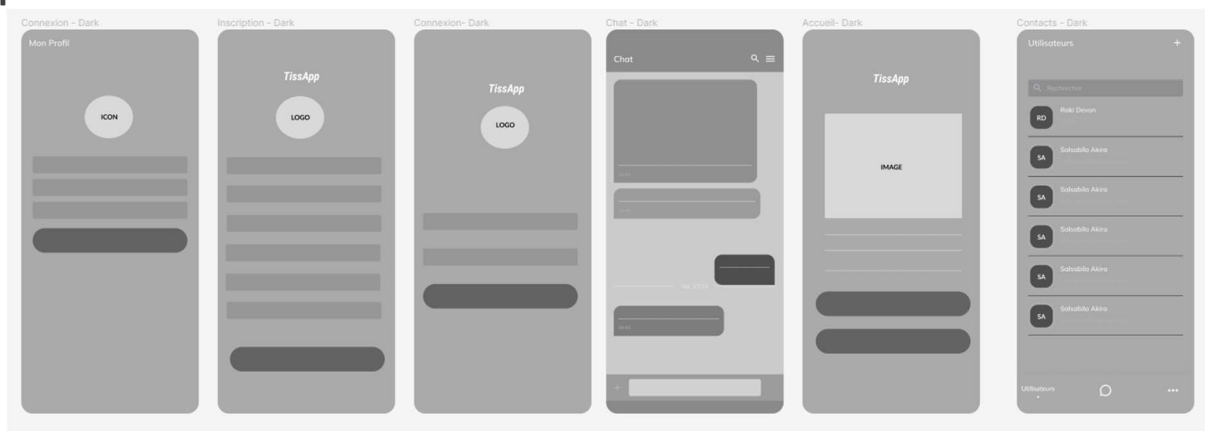 Connexion - Dark
Mon Profil
ICON
Inscription - Dark
TissApp
LOGO
Connexion- Dark
TissApp
LOGO
Chat - Dark
Chat
Accueil- Dark
TissApp
IMAGE
Contacts - Dark
Utilisateurs
Rechercher
RD
Raki Devon
SA
Salsabila Akira
SA
Salsabila Akira
SA
Salsabila Akira
SA
Salsabila Akira
SA
Salsabila Akira
Utilisateurs